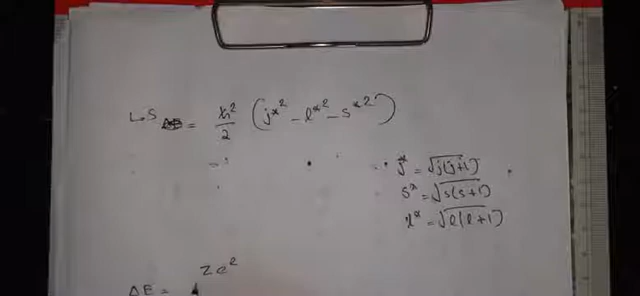 L.S = ħ²/2 (j*² - l*² - s*²)
j* = √j(j+1)
s* = √s(s+1)
l* = √l(l+1)
Ze²
ΔE =